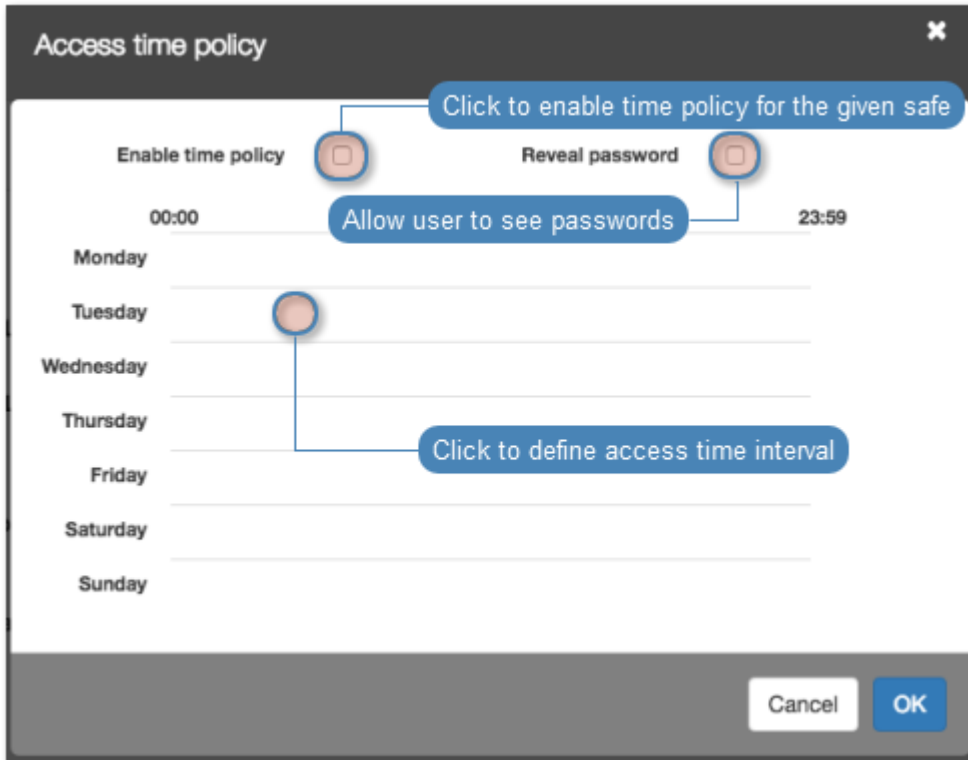 Access time policy
Click to enable time policy for the given safe
Enable time policy
Reveal password
Allow user to see passwords
00:00
23:59
Monday
Tuesday
Wednesday
Thursday
Click to define access time interval
Friday
Saturday
Sunday
Cancel
OK